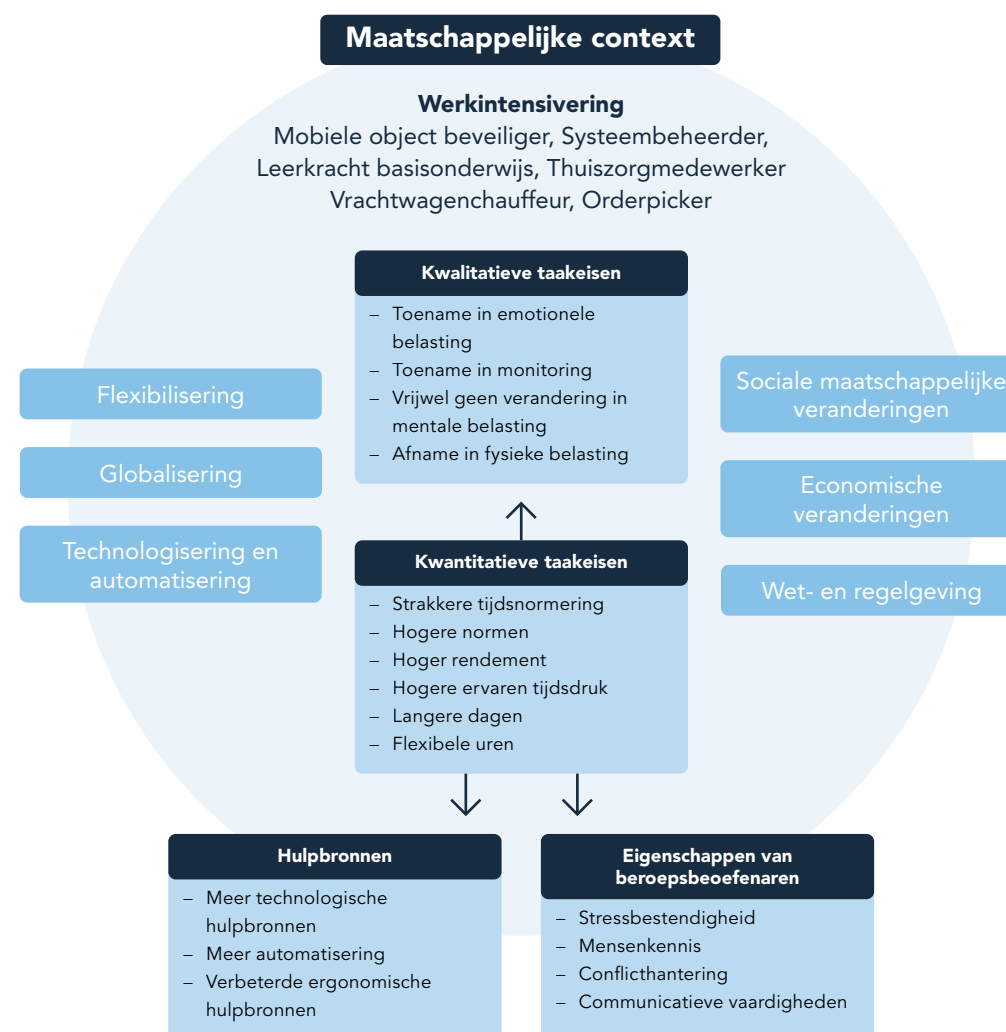 Maatschappelijke context
Werkintensivering
Mobiele object beveiliger, Systeembeheerder,
Leerkracht basisonderwijs, Thuiszorgmedewerker
Vrachtwagenchauffeur, Orderpicker
Kwalitatieve taakeisen
– Toename in emotionele
belasting
– Toename in monitoring
– Vrijwel geen verandering in
mentale belasting
– Afname in fysieke belasting
Flexibilisering
Globalisering
Technologisering en
automatisering
Sociale maatschappelijke
veranderingen
Economische
veranderingen
Wet- en regelgeving
Kwantitatieve taakeisen
– Strakkere tijdsnormering
– Hogere normen
– Hoger rendement
– Hogere ervaren tijdsdruk
– Langere dagen
– Flexibele uren
Hulpbronnen
– Meer technologische
hulpbronnen
– Meer automatisering
– Verbeterde ergonomische
hulpbronnen
Eigenschappen van
beroepsbeoefenaren
– Stressbestendigheid
– Mensenkennis
– Conflicthantering
– Communicatieve vaardigheden